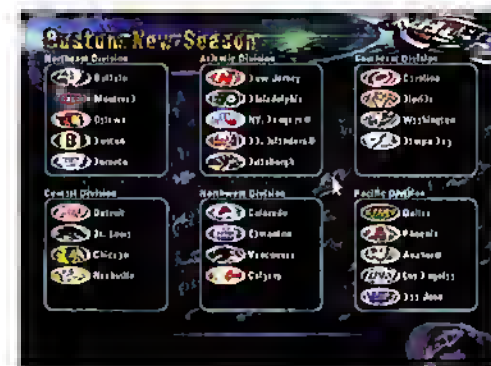 Custom New Season
Northeast Division
Buffalo
Montreal
Ottawa
Boston
Toronto
Atlantic Division
New Jersey
Philadelphia
NY. Rangers
NY. Islanders
Pittsburgh
Southeast Division
Carolina
Florida
Washington
Tampa Bay
Central Division
Detroit
St. Louis
Chicago
Nashville
Northwest Division
Colorado
Edmonton
Vancouver
Calgary
Pacific Division
Dallas
Phoenix
Anaheim
Los Angeles
San Jose